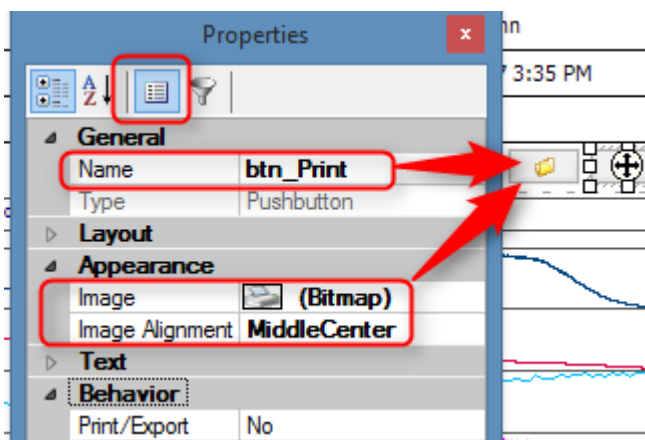 Properties x
nn
7 3:35 PM
A
Z
General
Name btn_Print
Type Pushbutton
Layout
Appearance
Image (Bitmap)
Image Alignment MiddleCenter
Text
Behavior
Print/Export No